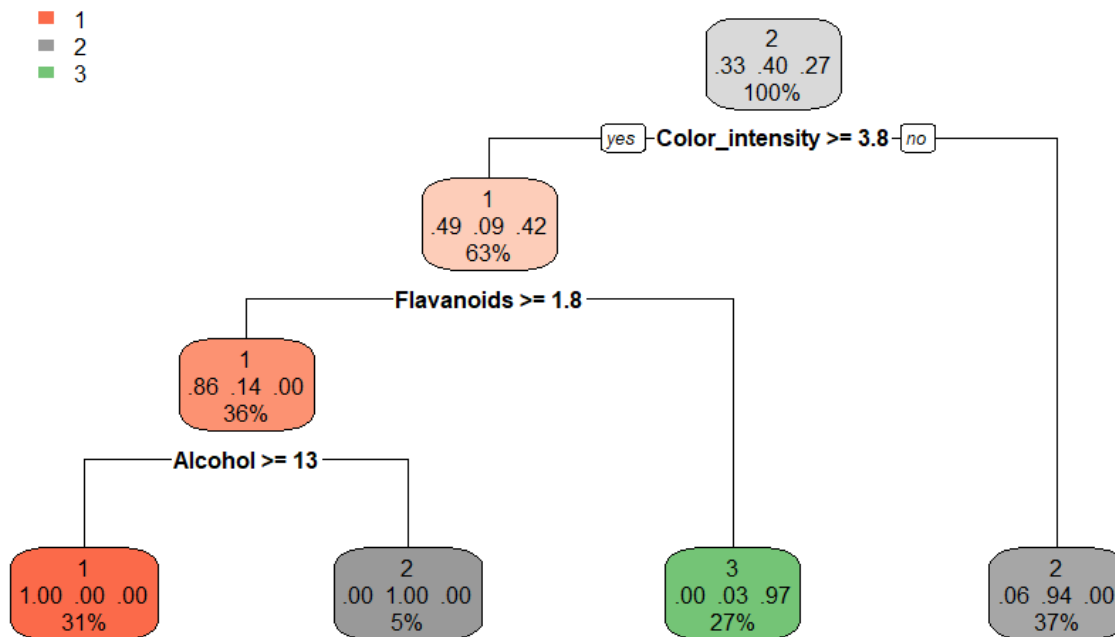 1
2
3
2
.33 .40 .27
100%
yes Color_intensity >= 3.8 no
1
.49 .09 .42
63%
Flavanoids >= 1.8
1
.86 .14 .00
36%
Alcohol >= 13
1
1.00 .00 .00
31%
2
.00 1.00 .00
5%
3
.00 .03 .97
27%
2
.06 .94 .00
37%